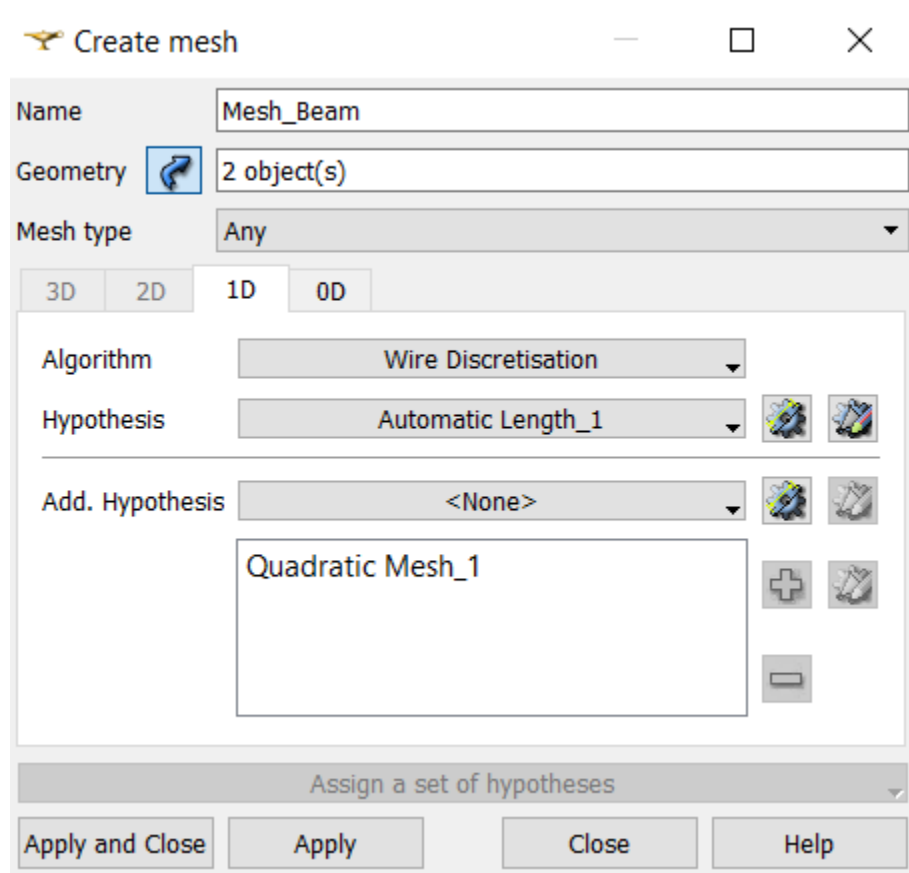 Create mesh
Name Mesh_Beam
Geometry 2 object(s)
Mesh type Any
3D 2D 1D 0D
Algorithm Wire Discretisation
Hypothesis Automatic Length_1
Add. Hypothesis <None>
Quadratic Mesh_1
Assign a set of hypotheses
Apply and Close Apply Close Help